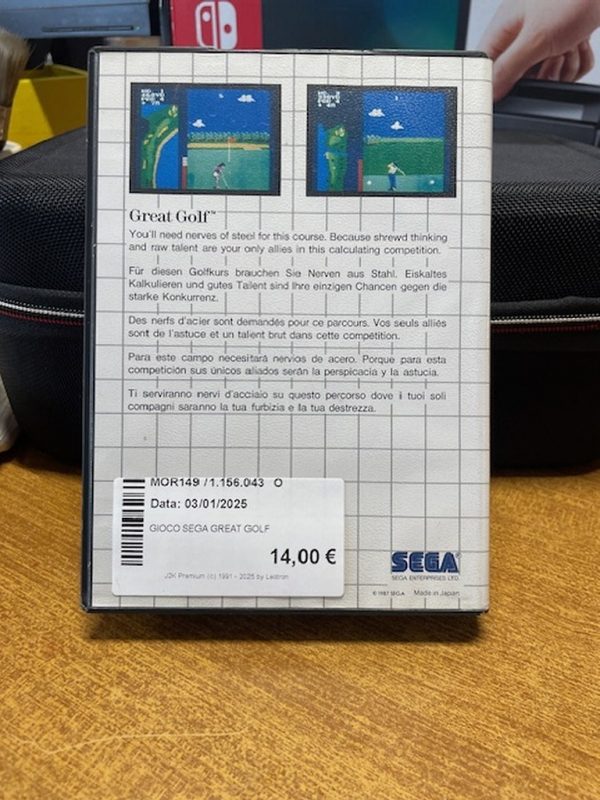 Great Golf™
You'll need nerves of steel for this course. Because shrewd thinking
and raw talent are your only allies in this calculating competition.
Für diesen Golfkurs brauchen Sie Nerven aus Stahl. Eiskaltes
Kalkulieren und gutes Talent sind Ihre einzigen Chancen gegen die
starke Konkurrenz.
Des nerfs d'acier sont demandés pour ce parcours. Vos seuls alliés
sont de l'astuce et un talent brut dans cette competition.
Para este campo necesitará nervios de acero. Porque para esta
competición sus únicos aliados serán la perspicacia y la astucia.
Ti serviranno nervi d'acciaio su questo percorso dove i tuoi soli
compagni saranno la tua furbizia e la tua destrezza.
MOR149 / 1.156.043 O
Data: 03/01/2025
GIOCO SEGA GREAT GOLF
14,00 €
J2K Premium (c) 1991 - 2025 by Leotron
SEGA®
SEGA ENTERPRISES LTD.
© 1987 SEGA Made in Japan